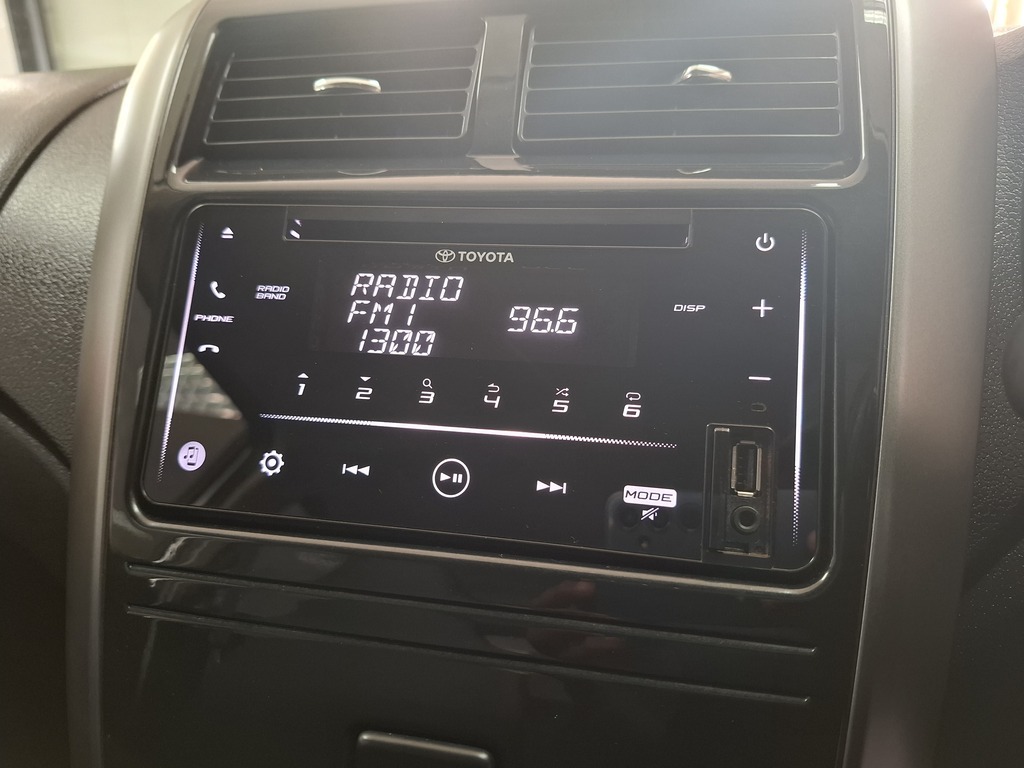 TOYOTA
RADIO
BAND
RADIO
FM1
96.6
1300
DISP
PHONE
1 2 3 4 5 6
MODE